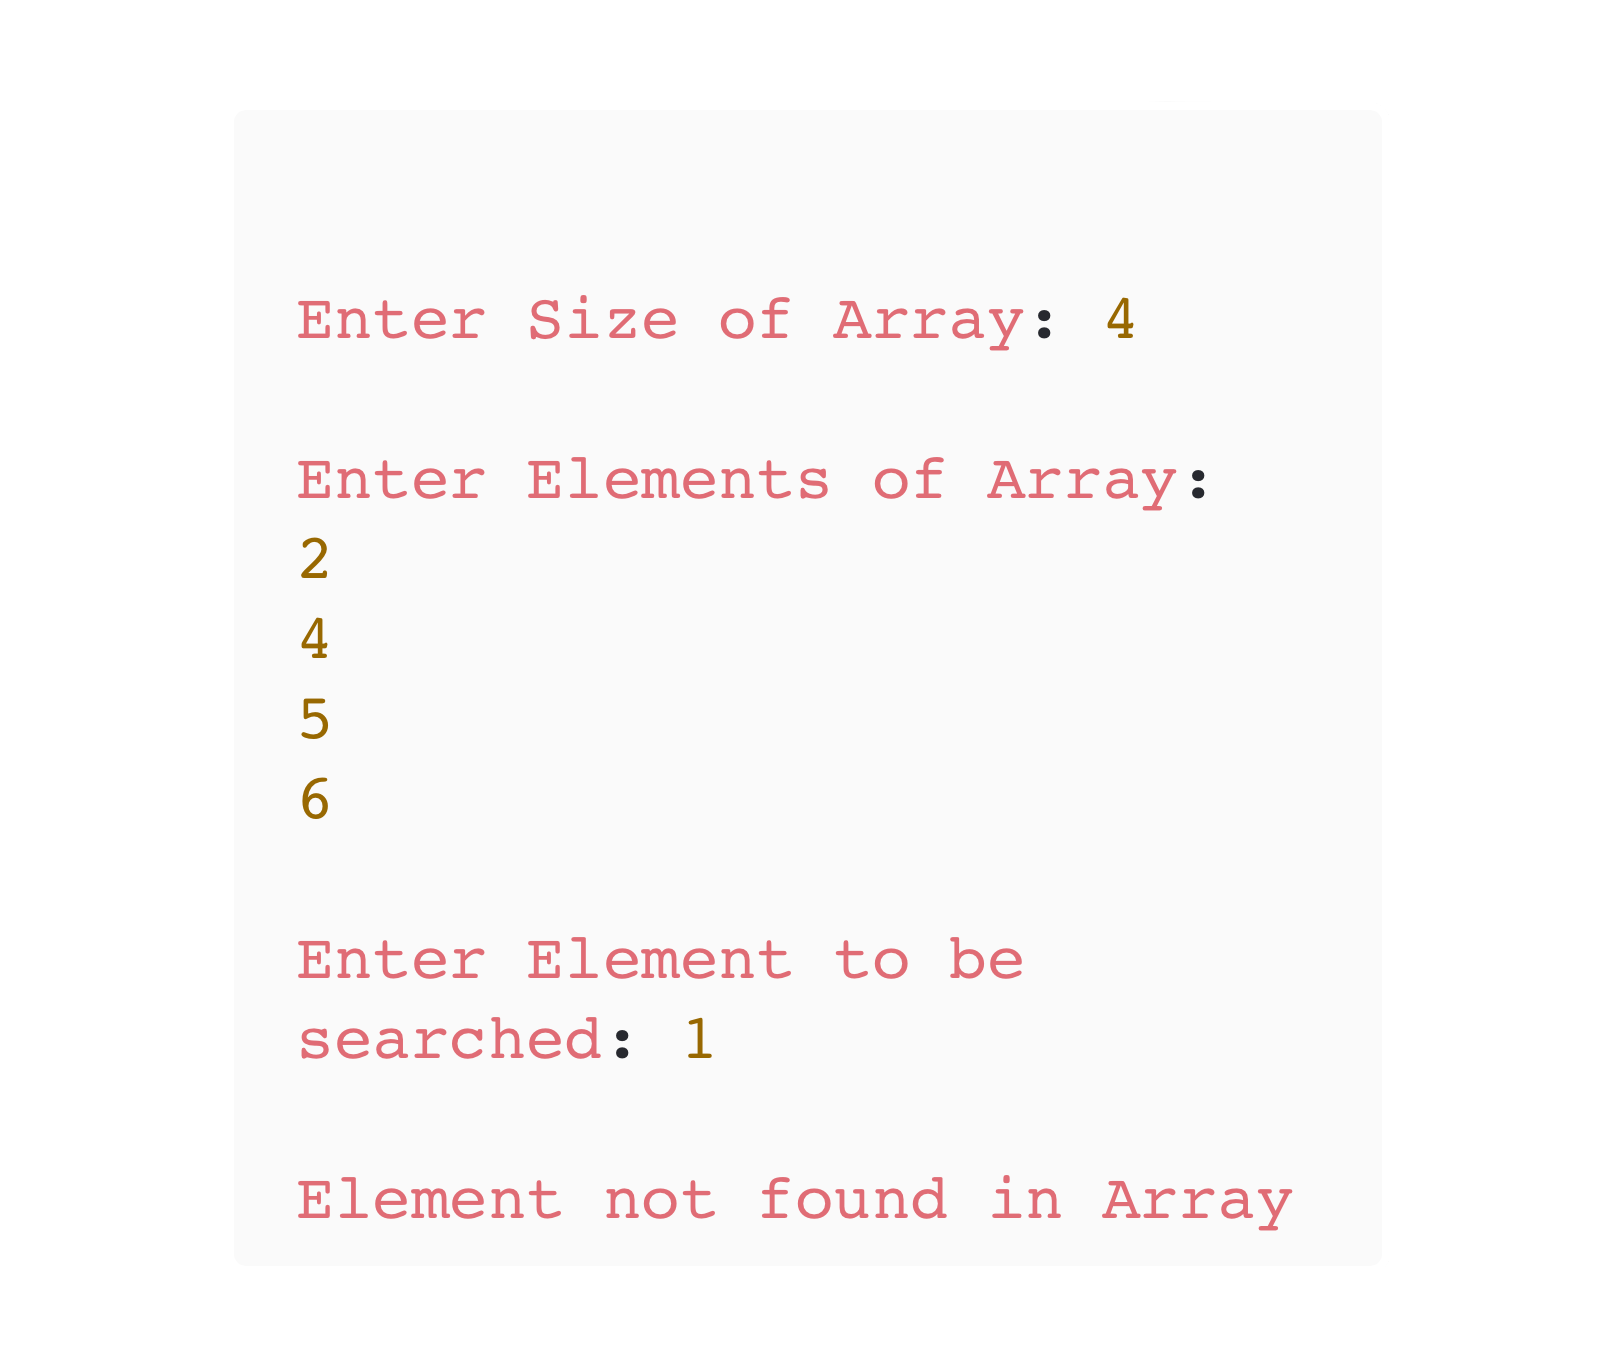 Enter Size of Array: 4
Enter Elements of Array:
2
4
5
6
Enter Element to be
searched: 1
Element not found in Array